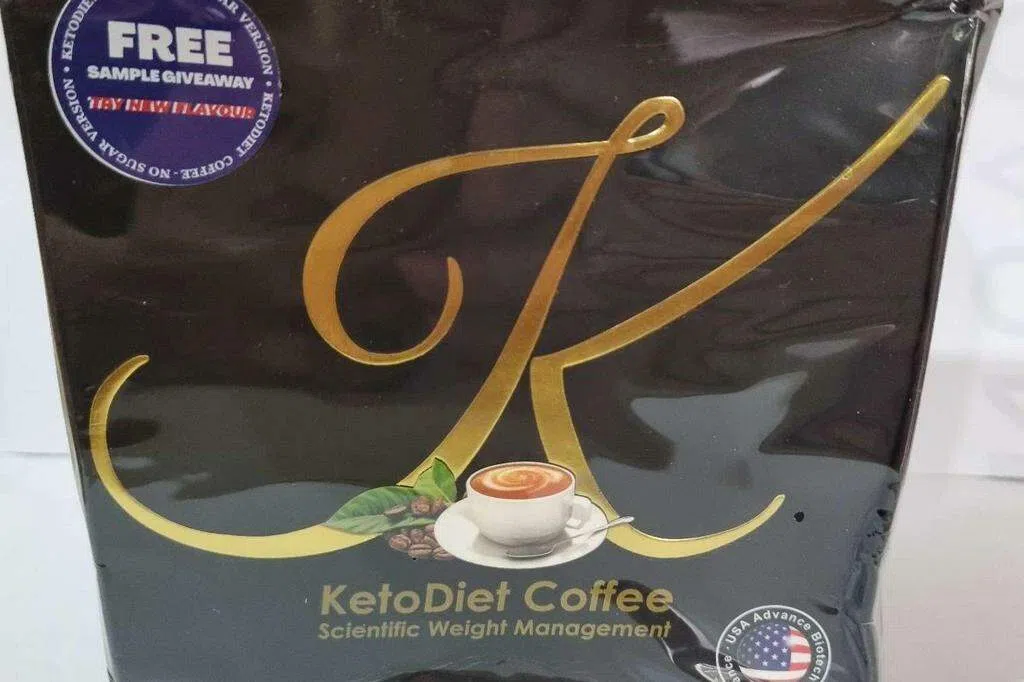 KETODIET COFFEE - NO SUGAR VERSION
FREE
SAMPLE GIVEAWAY
TRY NEW FLAVOUR
K
KetoDiet Coffee
Scientific Weight Management
USA Advance Biotech